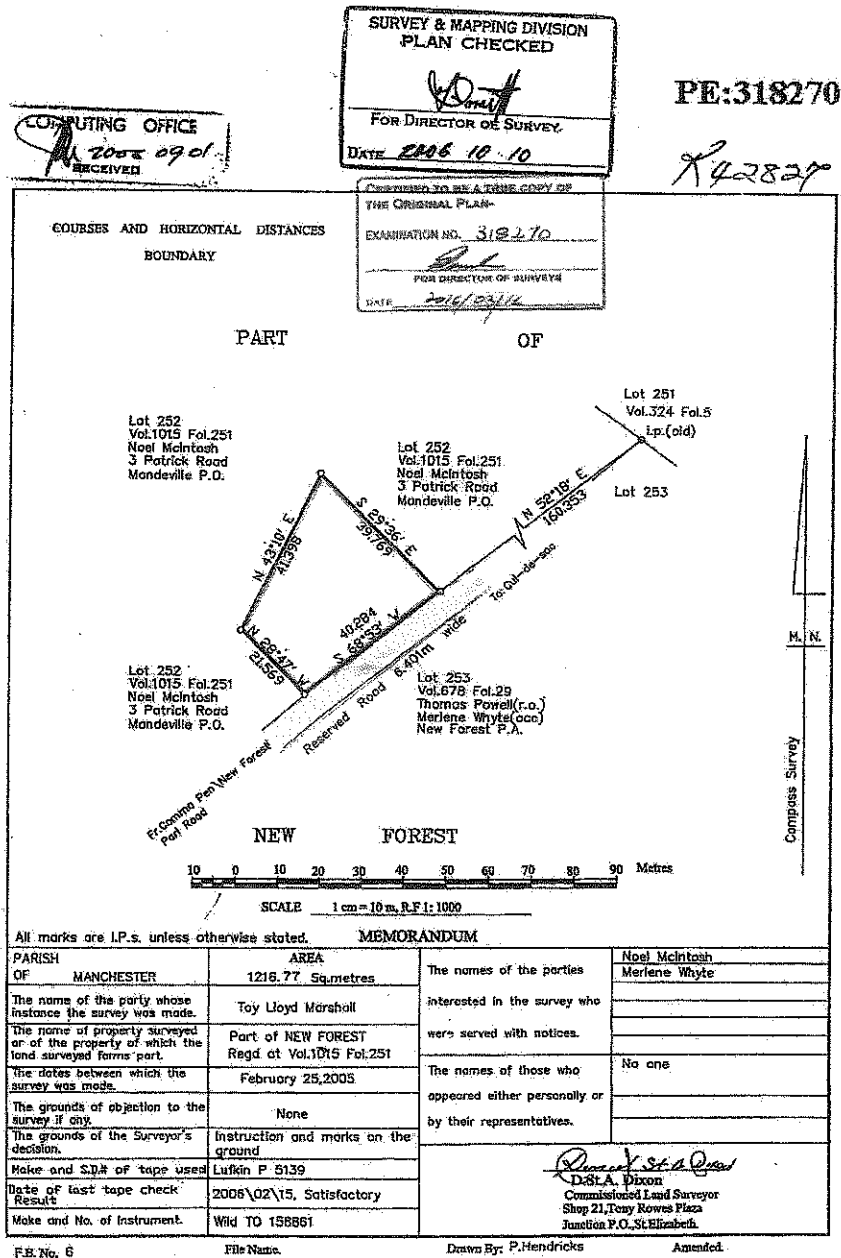 SURVEY & MAPPING DIVISION
PLAN CHECKED
FOR DIRECTOR OF SURVEY.
DATE 2006 10 10
PE:318270
COMPUTING OFFICE
2005 09 01
RECEIVED
R42827
CERTIFIED TO BE A TRUE COPY OF
THE ORIGINAL PLAN-
EXAMINATION NO. 318270
FOR DIRECTOR OF SURVEYS
DATE 2016/03/16
COURSES AND HORIZONTAL DISTANCES
BOUNDARY
PART OF
Lot 251
Vol.324 Fol.5
i.p.(old)
Lot 252
Vol.1015 Fol.251
Noel McIntosh
3 Patrick Road
Mandeville P.O.
Lot 252
Vol.1015 Fol.251
Noel McIntosh
3 Patrick Road
Mandeville P.O.
N 52°18' E
160.353
Lot 253
N 43°10' E
41.398
S 29°36' E
39.769
To: Cul-de-sac
40.284
S 68°53' W
N 28°47' W
21.569
M. N.
Lot 252
Vol.1015 Fol.251
Noel McIntosh
3 Patrick Road
Mandeville P.O.
Reserved Road 6.401m wide
Lot 253
Vol.678 Fol.29
Thomas Powell(r.o.)
Merlene Whyte(occ)
New Forest P.A.
Fr.Comma Pen\New Forest
Part Road
Compass Survey
NEW FOREST
10 0 10 20 30 40 50 60 70 80 90 Metres
SCALE 1 cm = 10 m, R.F 1: 1000
All marks are I.P.s. unless otherwise stated. MEMORANDUM
PARISH
OF MANCHESTER
AREA
1216.77 Sq.metres
The names of the parties
interested in the survey who
were served with notices.
Noel McIntosh
Merlene Whyte
The name of the party whose
instance the survey was made.
Toy Lloyd Marshall
The name of property surveyed
or of the property of which the
land surveyed forms part.
Part of NEW FOREST
Regd. at Vol.1015 Fol.251
The dates between which the
survey was made.
February 25,2005
The names of those who
appeared either personally or
by their representatives.
No one
The grounds of objection to the
survey if any.
None
The grounds of the Surveyor's
decision.
Instruction and marks on the
ground
Make and S.D.# of tape used
Lufkin P 5139
Date of last tape check
Result
2006\02\15, Satisfactory
Make and No. of Instrument.
Wild TO 156861
D.St.A. Dixon
Commissioned Land Surveyor
Shop 21,Tony Rowes Plaza
Junction P.O., St.Elizabeth.
F.B. No. 6
File Name.
Drawn By: P.Hendricks
Amended.